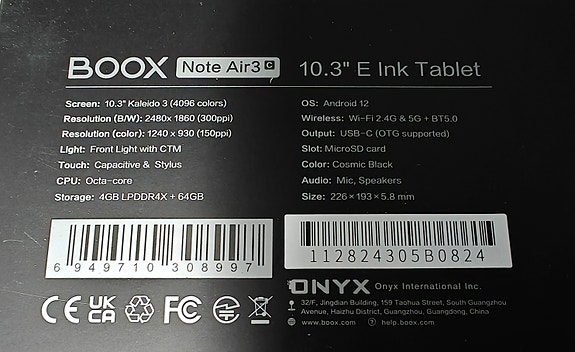 BOOX Note Air3 C 10.3" E Ink Tablet
Screen: 10.3" Kaleido 3 (4096 colors)
Resolution (B/W): 2480x 1860 (300ppi)
Resolution (color): 1240 x 930 (150ppi)
Light: Front Light with CTM
Touch: Capacitive & Stylus
CPU: Octa-core
Storage: 4GB LPDDR4X + 64GB
OS: Android 12
Wireless: Wi-Fi 2.4G & 5G + BT5.0
Output: USB-C (OTG supported)
Slot: MicroSD card
Color: Cosmic Black
Audio: Mic, Speakers
Size: 226×193×5.8 mm
6 949710 308997
112824305B0824
CE UK CA FC
ONYX Onyx International Inc.
32/F, Jingdian Building, 159 Taohua Street, South Guangzhou
Avenue, Haizhu District, Guangzhou, Guangdong, China
www.boox.com help.boox.com